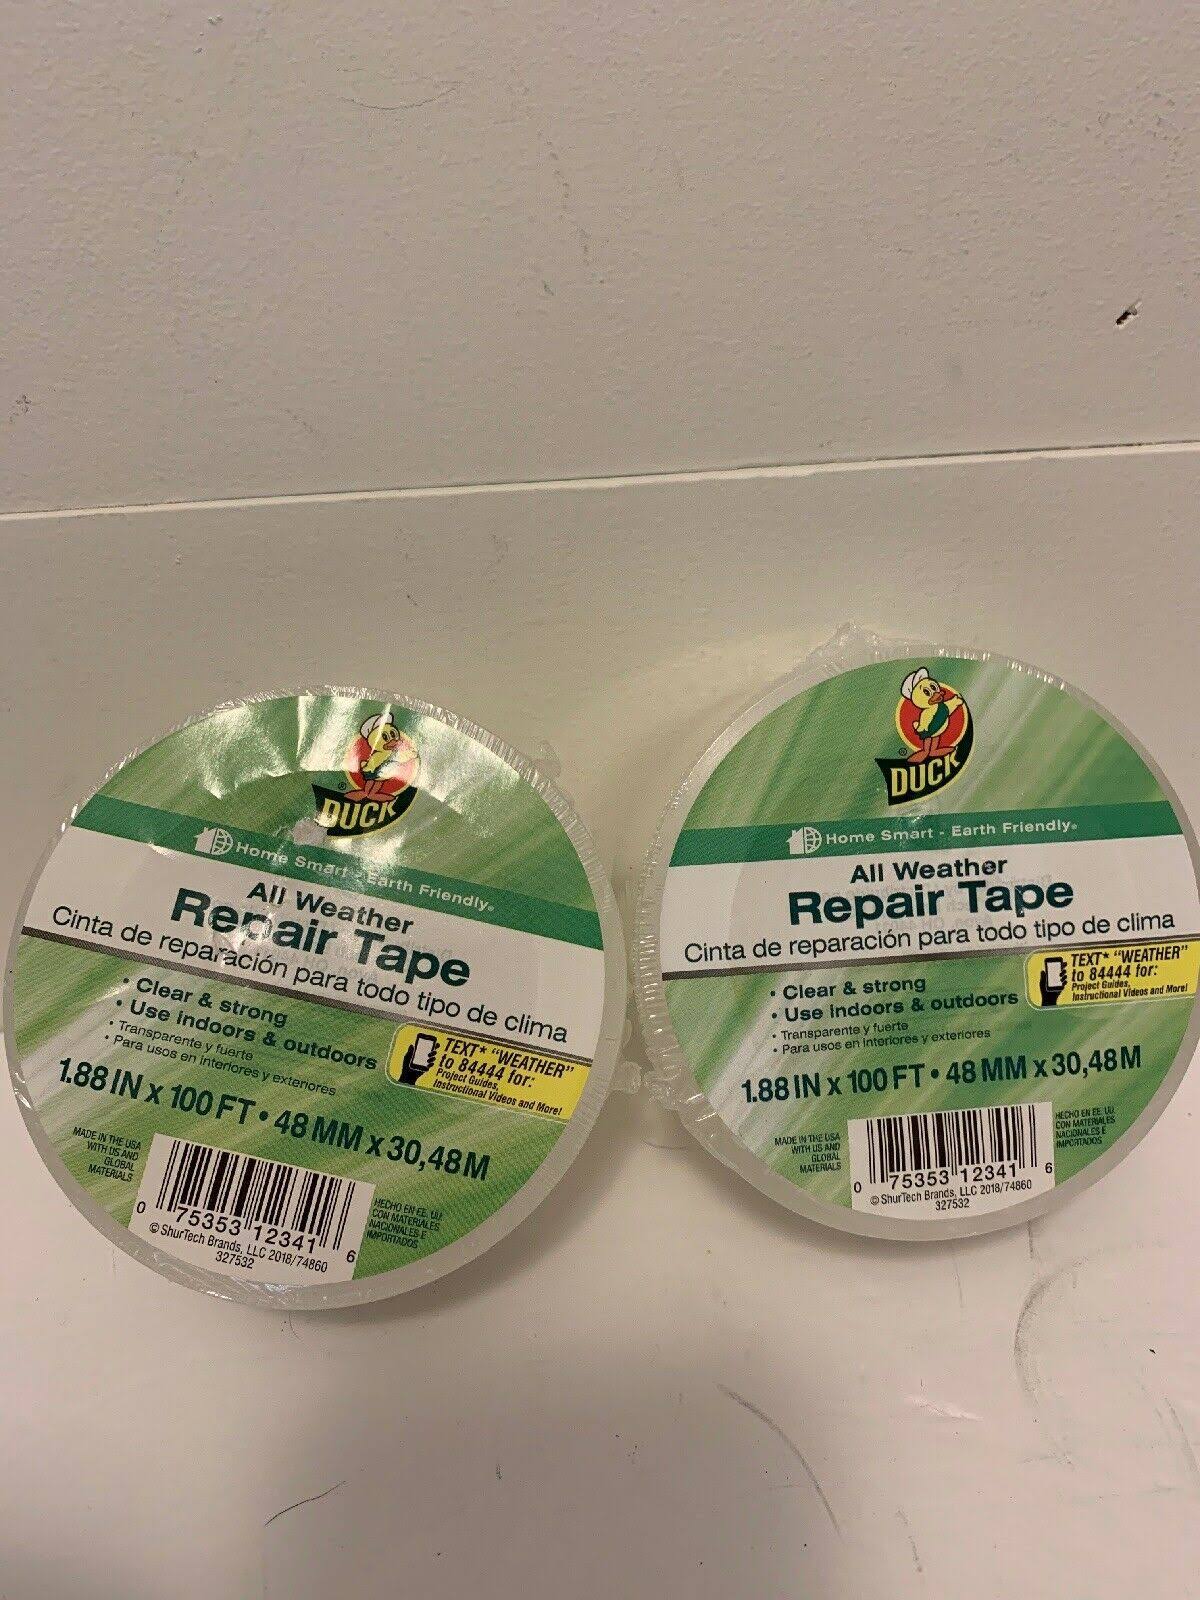 ®
DUCK
Home Smart - Earth Friendly®
All Weather
Repair Tape
Cinta de reparación para todo tipo de clima
• Clear & strong
• Use indoors & outdoors
• Transparente y fuerte
• Para usos en interiores y exteriores
TEXT* "WEATHER"
to 84444 for:
Project Guides,
Instructional Videos and More!
1.88 IN x 100 FT • 48 MM x 30,48 M
MADE IN THE USA
WITH US AND
GLOBAL
MATERIALS
0 75353 12341 6
© ShurTech Brands, LLC 2018/74860
327532
HECHO EN EE. UU.
CON MATERIALES
NACIONALES E
IMPORTADOS
®
DUCK
Home Smart - Earth Friendly®
All Weather
Repair Tape
Cinta de reparación para todo tipo de clima
• Clear & strong
• Use indoors & outdoors
• Transparente y fuerte
• Para usos en interiores y exteriores
TEXT* "WEATHER"
to 84444 for:
Project Guides,
Instructional Videos and More!
1.88 IN x 100 FT • 48 MM x 30,48 M
MADE IN THE USA
WITH US AND
GLOBAL
MATERIALS
0 75353 12341 6
© ShurTech Brands, LLC 2018/74860
327532
HECHO EN EE. UU.
CON MATERIALES
NACIONALES E
IMPORTADOS